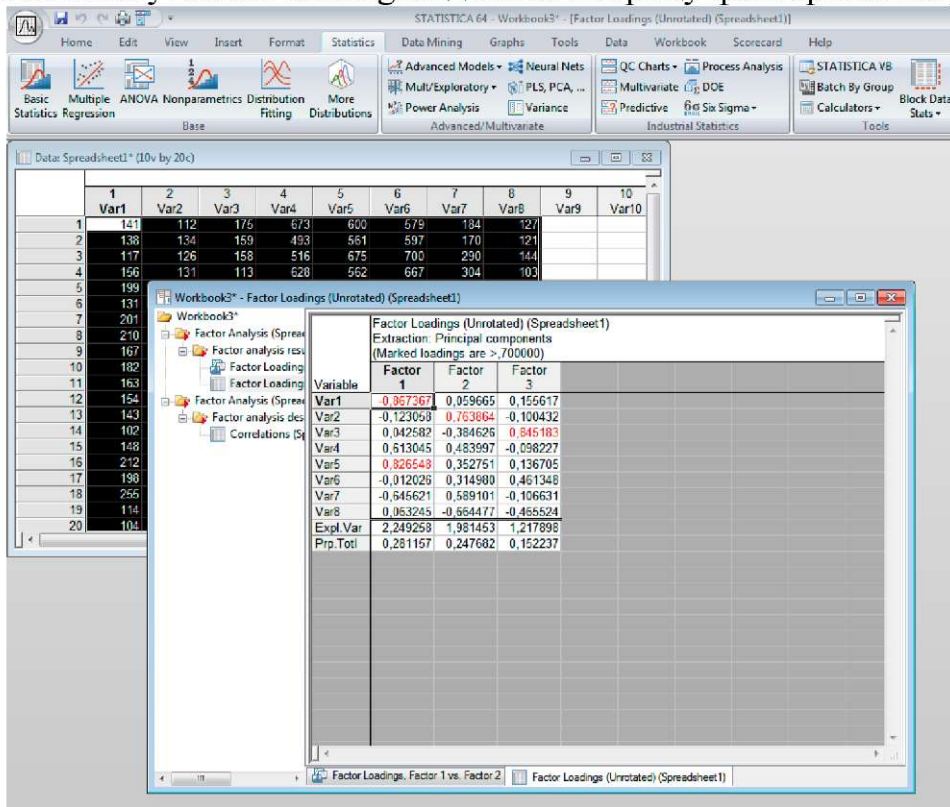 STATISTICA 64 - Workbook3* - [Factor Loadings (Unrotated) (Spreadsheet1)]
Home Edit View Insert Format Statistics Data Mining Graphs Tools Data Workbook Scorecard Help
Basic Statistics Multiple Regression ANOVA Nonparametrics Distribution Fitting More Distributions
Advanced Models Neural Nets
Mult/Exploratory PLS, PCA, ...
Power Analysis Variance
QC Charts Process Analysis
Multivariate DOE
Predictive Six Sigma
STATISTICA VB
Batch By Group
Calculators
Block Data Stats
Base Advanced/Multivariate Industrial Statistics Tools
Data: Spreadsheet1* (10v by 20c)
1 2 3 4 5 6 7 8 9 10
Var1 Var2 Var3 Var4 Var5 Var6 Var7 Var8 Var9 Var10
1 141 112 175 673 600 579 184 127
2 138 134 159 493 561 597 170 121
3 117 126 158 516 675 700 290 144
4 156 131 113 628 562 667 304 103
5 199
6 131
7 201
8 210
9 167
10 182
11 163
12 154
13 143
14 102
15 148
16 212
17 198
18 255
19 114
20 104
Workbook3* - Factor Loadings (Unrotated) (Spreadsheet1)
Workbook3*
Factor Analysis (Sprea
Factor analysis resu
Factor Loading
Factor Loading
Factor Analysis (Sprea
Factor analysis des
Correlations (Sp
Factor Loadings (Unrotated) (Spreadsheet1)
Extraction: Principal components
(Marked loadings are >,700000)
Variable Factor 1 Factor 2 Factor 3
Var1 -0,867367 0,059665 0,155617
Var2 -0,123058 0,763864 -0,100432
Var3 0,042582 -0,384626 0,845183
Var4 0,613045 0,483997 -0,098227
Var5 0,826548 0,352751 0,136705
Var6 -0,012026 0,314980 0,461348
Var7 -0,645621 0,589101 -0,106631
Var8 0,063245 -0,664477 -0,465524
Expl.Var 2,249258 1,981453 1,217898
Prp.Totl 0,281157 0,247682 0,152237
Factor Loadings, Factor 1 vs. Factor 2 Factor Loadings (Unrotated) (Spreadsheet1)